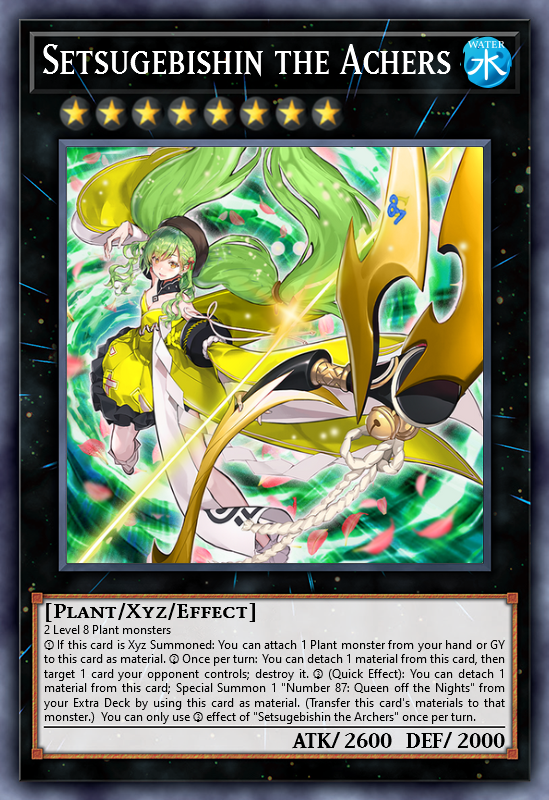 Setsugebishin the Achers
WATER
水
[Plant/Xyz/Effect]
2 Level 8 Plant monsters
① If this card is Xyz Summoned: You can attach 1 Plant monster from your hand or GY
to this card as material. ② Once per turn: You can detach 1 material from this card, then
target 1 card your opponent controls; destroy it. ② (Quick Effect): You can detach 1
material from this card; Special Summon 1 "Number 87: Queen off the Nights" from
your Extra Deck by using this card as material. (Transfer this card's materials to that
monster.) You can only use ② effect of "Setsugebishin the Archers" once per turn.
ATK/ 2600 DEF/ 2000